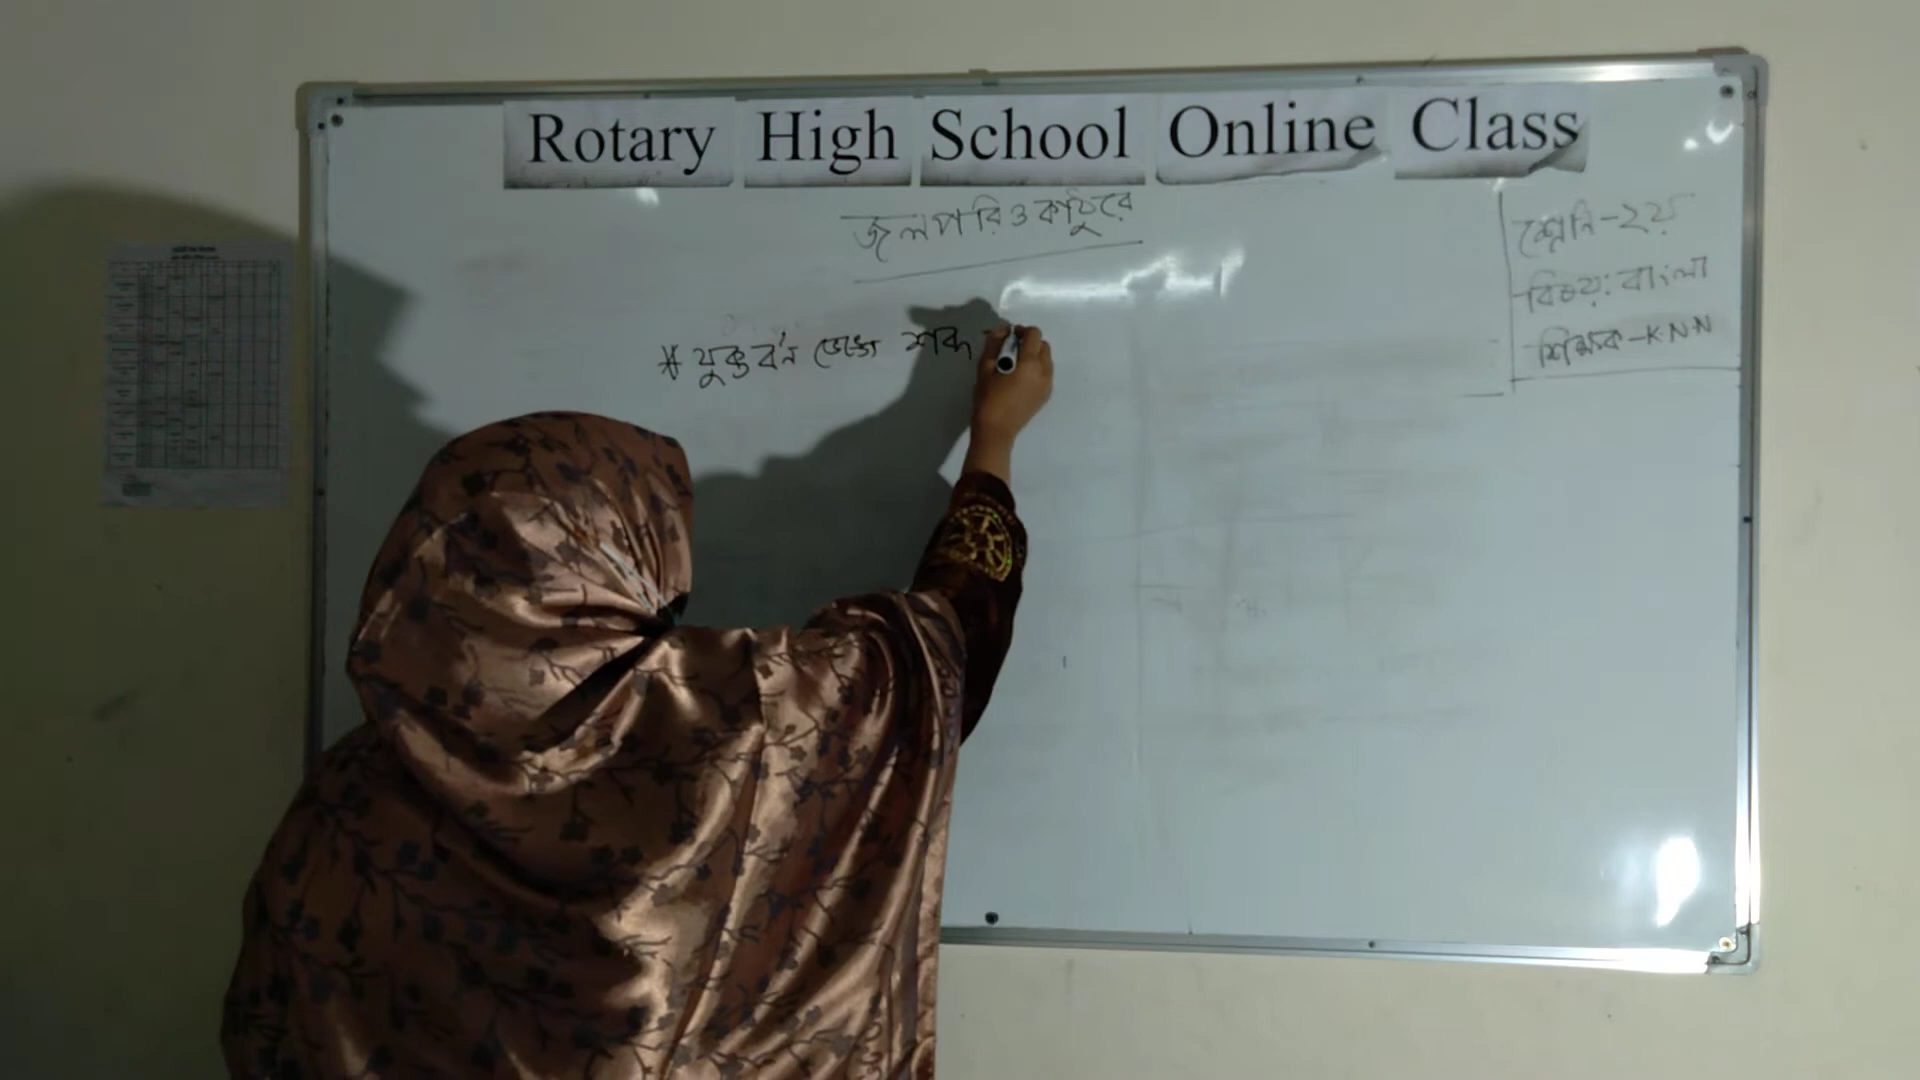 Rotary High School Online Class
জলপরি ও কাঠুরে
শ্রেনি-২য়
বিষয়: বাংলা
শিক্ষক-K.N.N
# যুক্তবর্ন ভেঙ্গে শব্দ